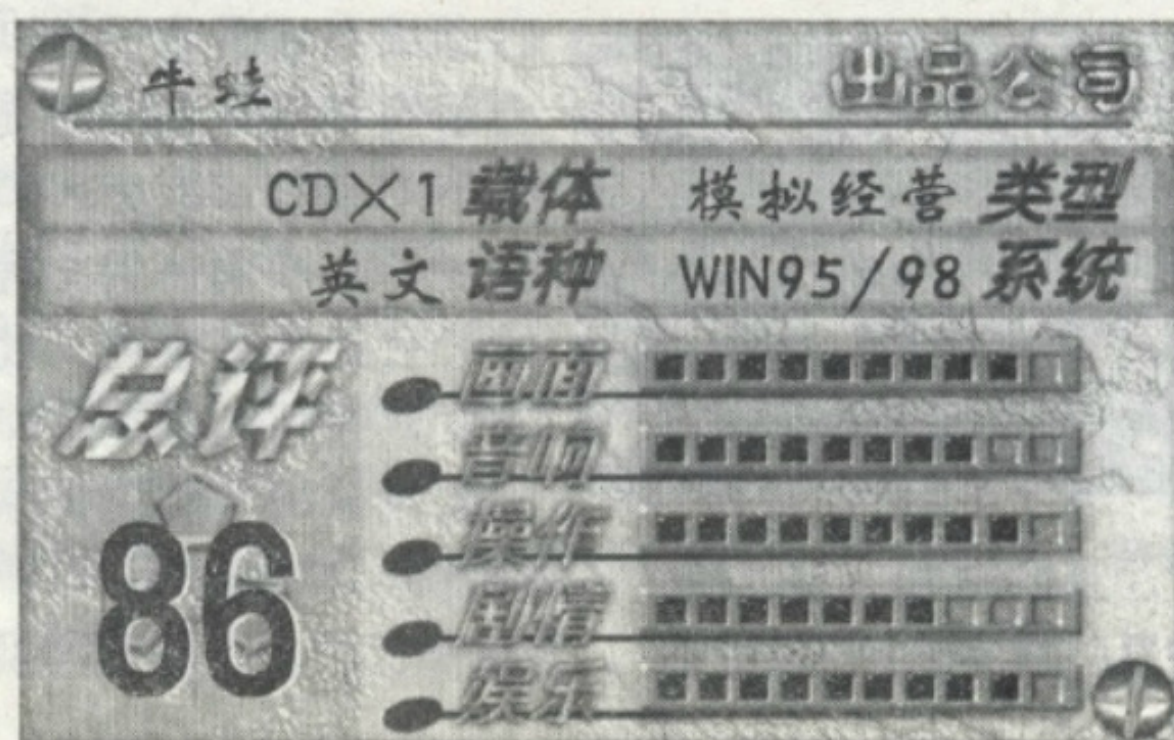 牛蛙 出品公司
CD×1 载体 模拟经营 类型
英文 语种 WIN95/98 系统
总评 画面
音响
86 操作
剧情
娱乐